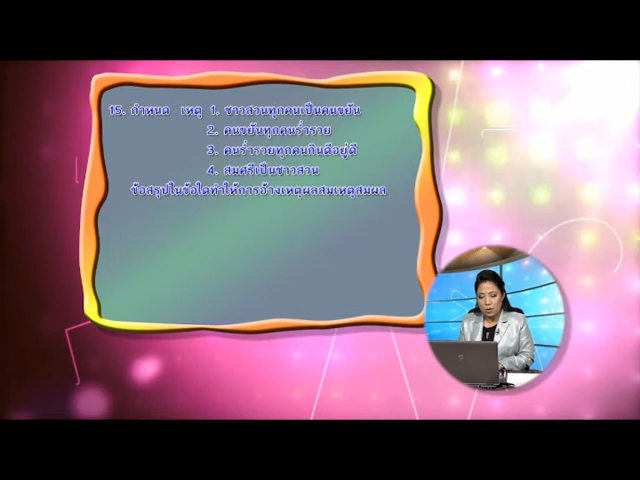 15. กำหนด เหตุ 1. ชาวสวนทุกคนเป็นคนขยัน
2. คนขยันทุกคนร่ำรวย
3. คนร่ำรวยทุกคนกินดีอยู่ดี
4. สมศรีเป็นชาวสวน
ข้อสรุปในข้อใดทำให้การอ้างเหตุผลสมเหตุสมผล